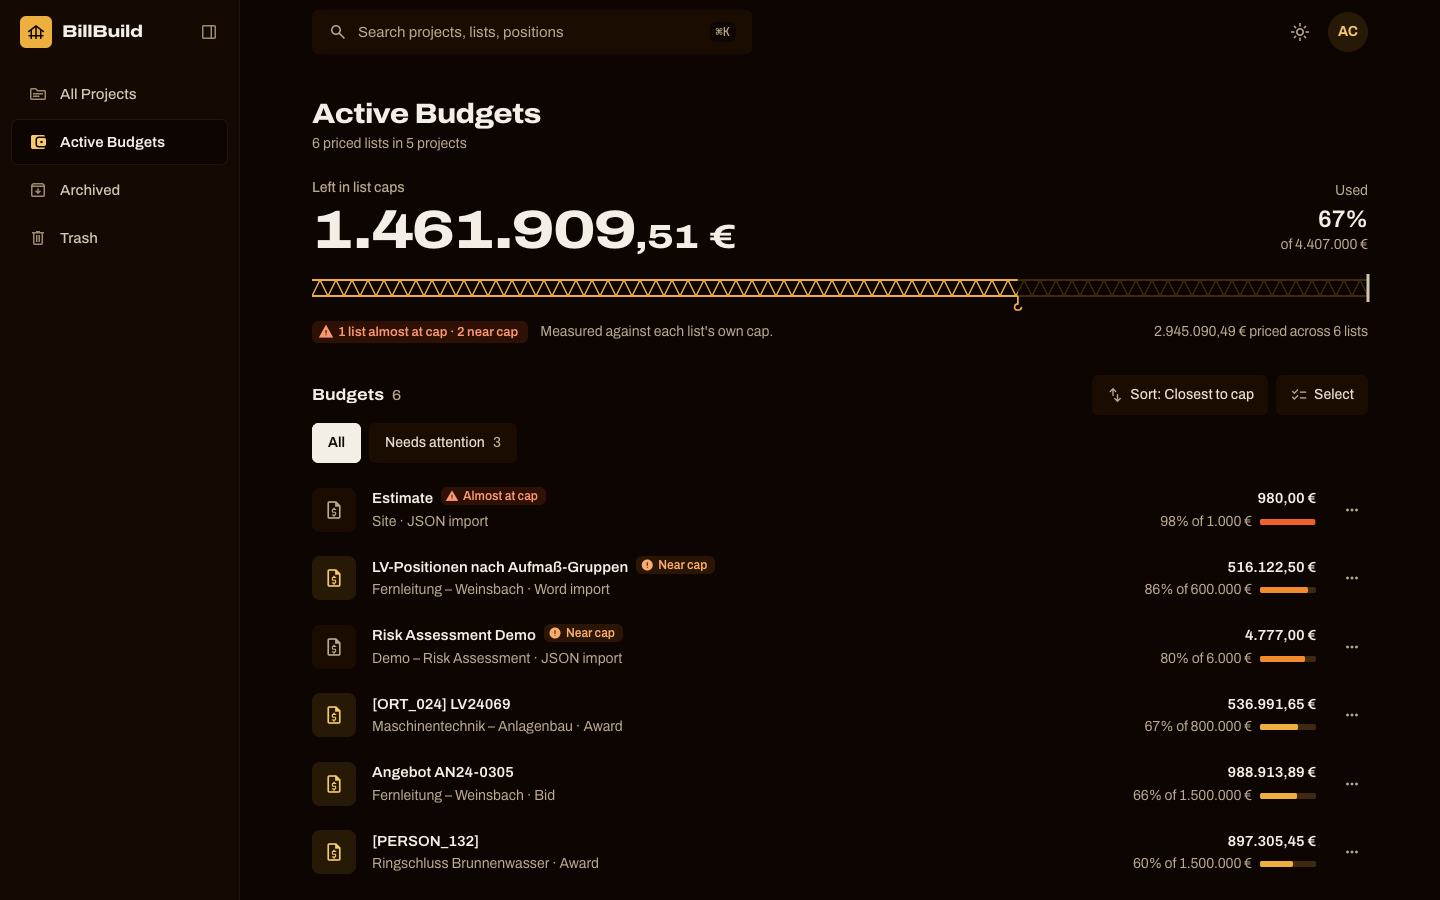 BillBuild
Search projects, lists, positions
⌘K
AC
All Projects
Active Budgets
Archived
Trash
Active Budgets
6 priced lists in 5 projects
Left in list caps
1.461.909,51 €
Used
67%
of 4.407.000 €
1 list almost at cap · 2 near cap
Measured against each list's own cap.
2.945.090,49 € priced across 6 lists
Budgets 6
Sort: Closest to cap
Select
All
Needs attention 3
Estimate
Almost at cap
980,00 €
Site · JSON import
98% of 1.000 €
LV-Positionen nach Aufmaß-Gruppen
Near cap
516.122,50 €
Fernleitung – Weinsbach · Word import
86% of 600.000 €
Risk Assessment Demo
Near cap
4.777,00 €
Demo – Risk Assessment · JSON import
80% of 6.000 €
[ORT_024] LV24069
536.991,65 €
Maschinentechnik – Anlagenbau · Award
67% of 800.000 €
Angebot AN24-0305
988.913,89 €
Fernleitung – Weinsbach · Bid
66% of 1.500.000 €
[PERSON_132]
897.305,45 €
Ringschluss Brunnenwasser · Award
60% of 1.500.000 €